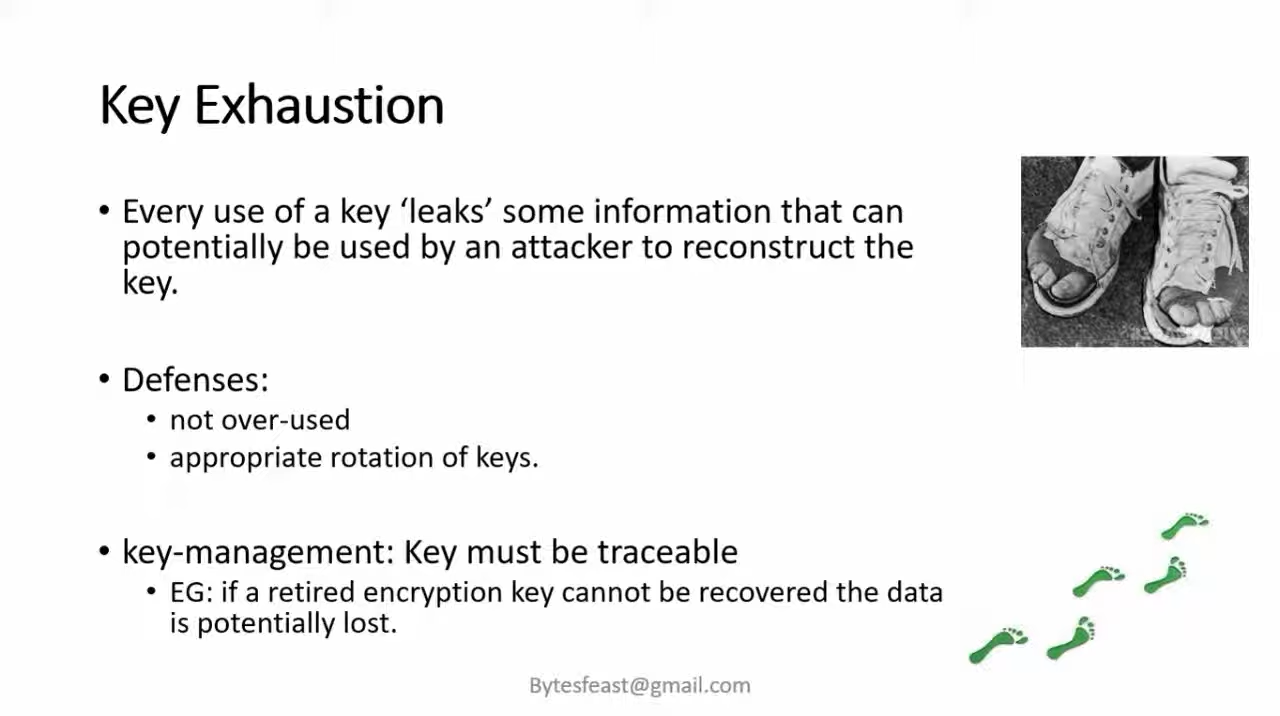 Key Exhaustion
• Every use of a key ‘leaks’ some information that can
potentially be used by an attacker to reconstruct the
key.
• Defenses:
• not over-used
• appropriate rotation of keys.
• key-management: Key must be traceable
• EG: if a retired encryption key cannot be recovered the data
is potentially lost.
Bytesfeast@gmail.com